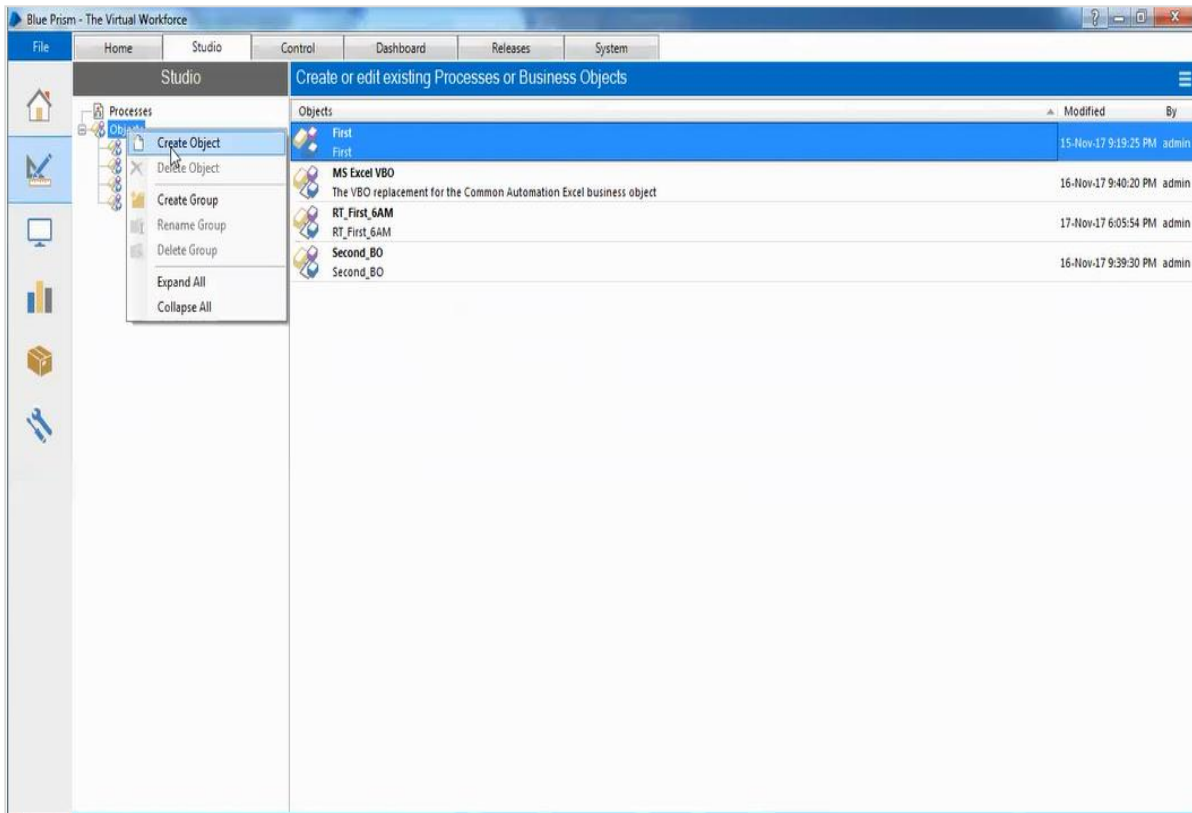 Blue Prism - The Virtual Workforce
File
Home
Studio
Control
Dashboard
Releases
System
Studio
Create or edit existing Processes or Business Objects
Processes
Objects
Create Object
Delete Object
Create Group
Rename Group
Delete Group
Expand All
Collapse All
Objects
Modified
By
First
First
15-Nov-17 9:19:25 PM admin
MS Excel VBO
The VBO replacement for the Common Automation Excel business object
16-Nov-17 9:40:20 PM admin
RT_First_6AM
RT_First_6AM
17-Nov-17 6:05:54 PM admin
Second_BO
Second_BO
16-Nov-17 9:39:30 PM admin